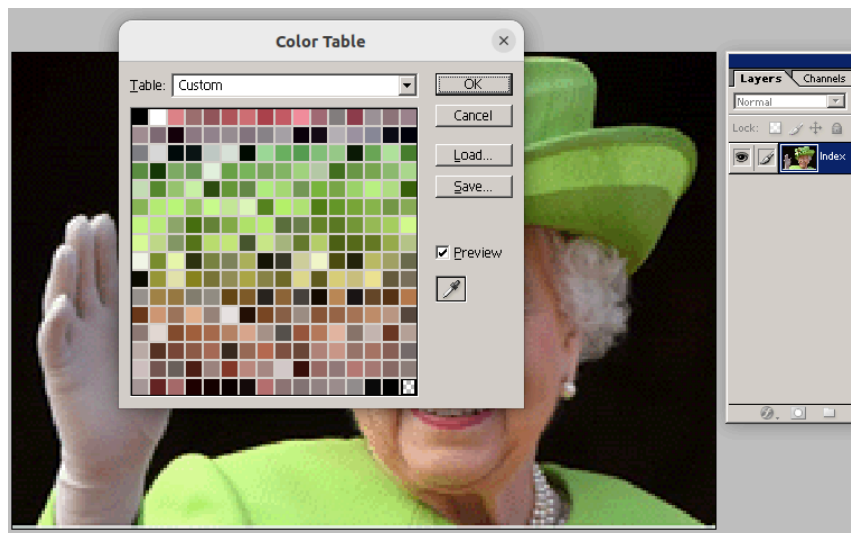 Color Table
Table: Custom
OK
Cancel
Load...
Save...
Preview
Layers
Channels
Normal
Lock:
Index